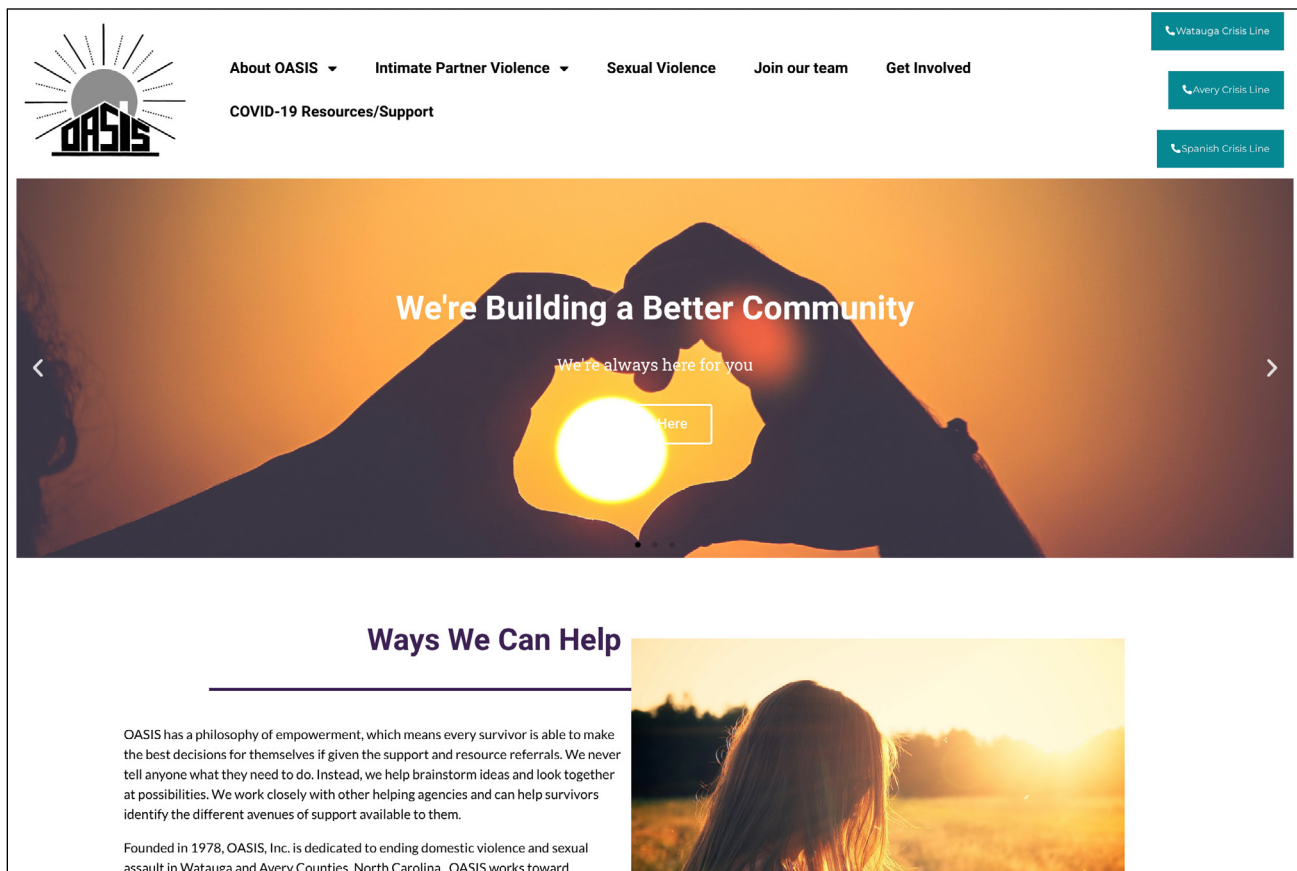 OASIS
About OASIS
Intimate Partner Violence
Sexual Violence
Join our team
Get Involved
COVID-19 Resources/Support
Watauga Crisis Line
Avery Crisis Line
Spanish Crisis Line
We're Building a Better Community
We're always here for you
Here
Ways We Can Help
OASIS has a philosophy of empowerment, which means every survivor is able to make
the best decisions for themselves if given the support and resource referrals. We never
tell anyone what they need to do. Instead, we help brainstorm ideas and look together
at possibilities. We work closely with other helping agencies and can help survivors
identify the different avenues of support available to them.
Founded in 1978, OASIS, Inc. is dedicated to ending domestic violence and sexual
assault in Watauga and Avery Counties, North Carolina. OASIS works toward